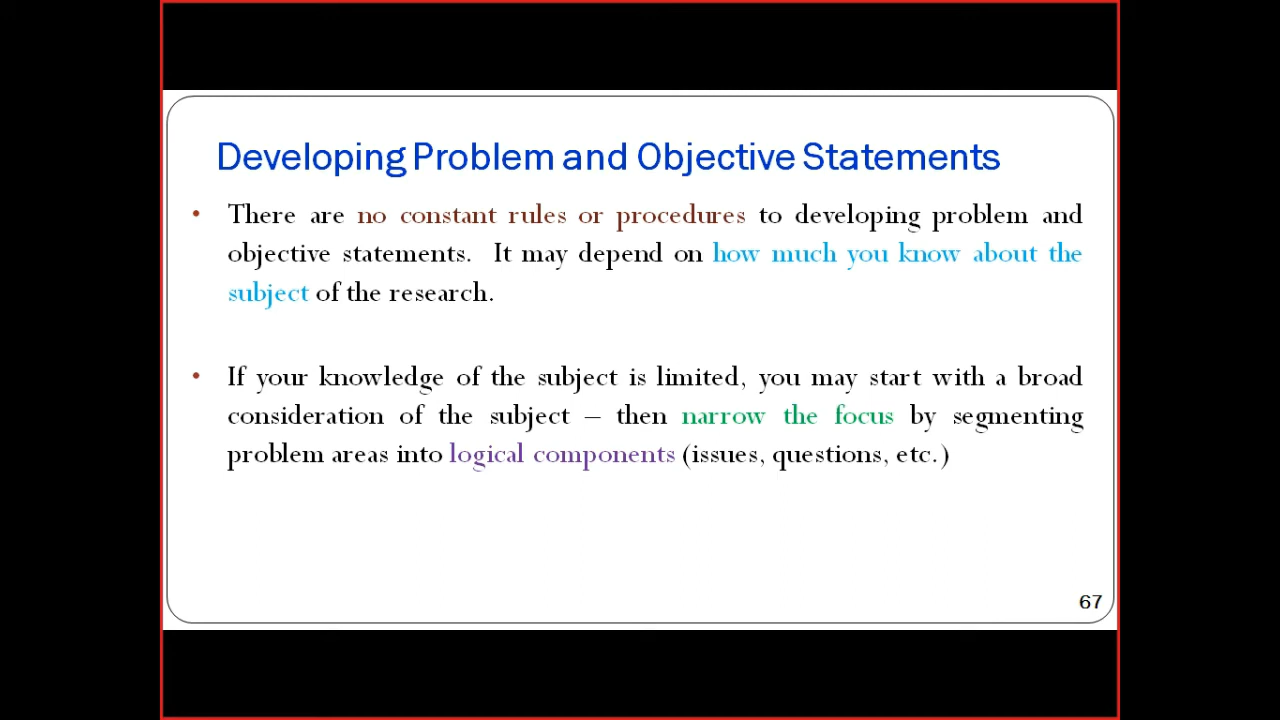 Developing Problem and Objective Statements
• There are no constant rules or procedures to developing problem and
objective statements. It may depend on how much you know about the
subject of the research.
• If your knowledge of the subject is limited, you may start with a broad
consideration of the subject – then narrow the focus by segmenting
problem areas into logical components (issues, questions, etc.)
67